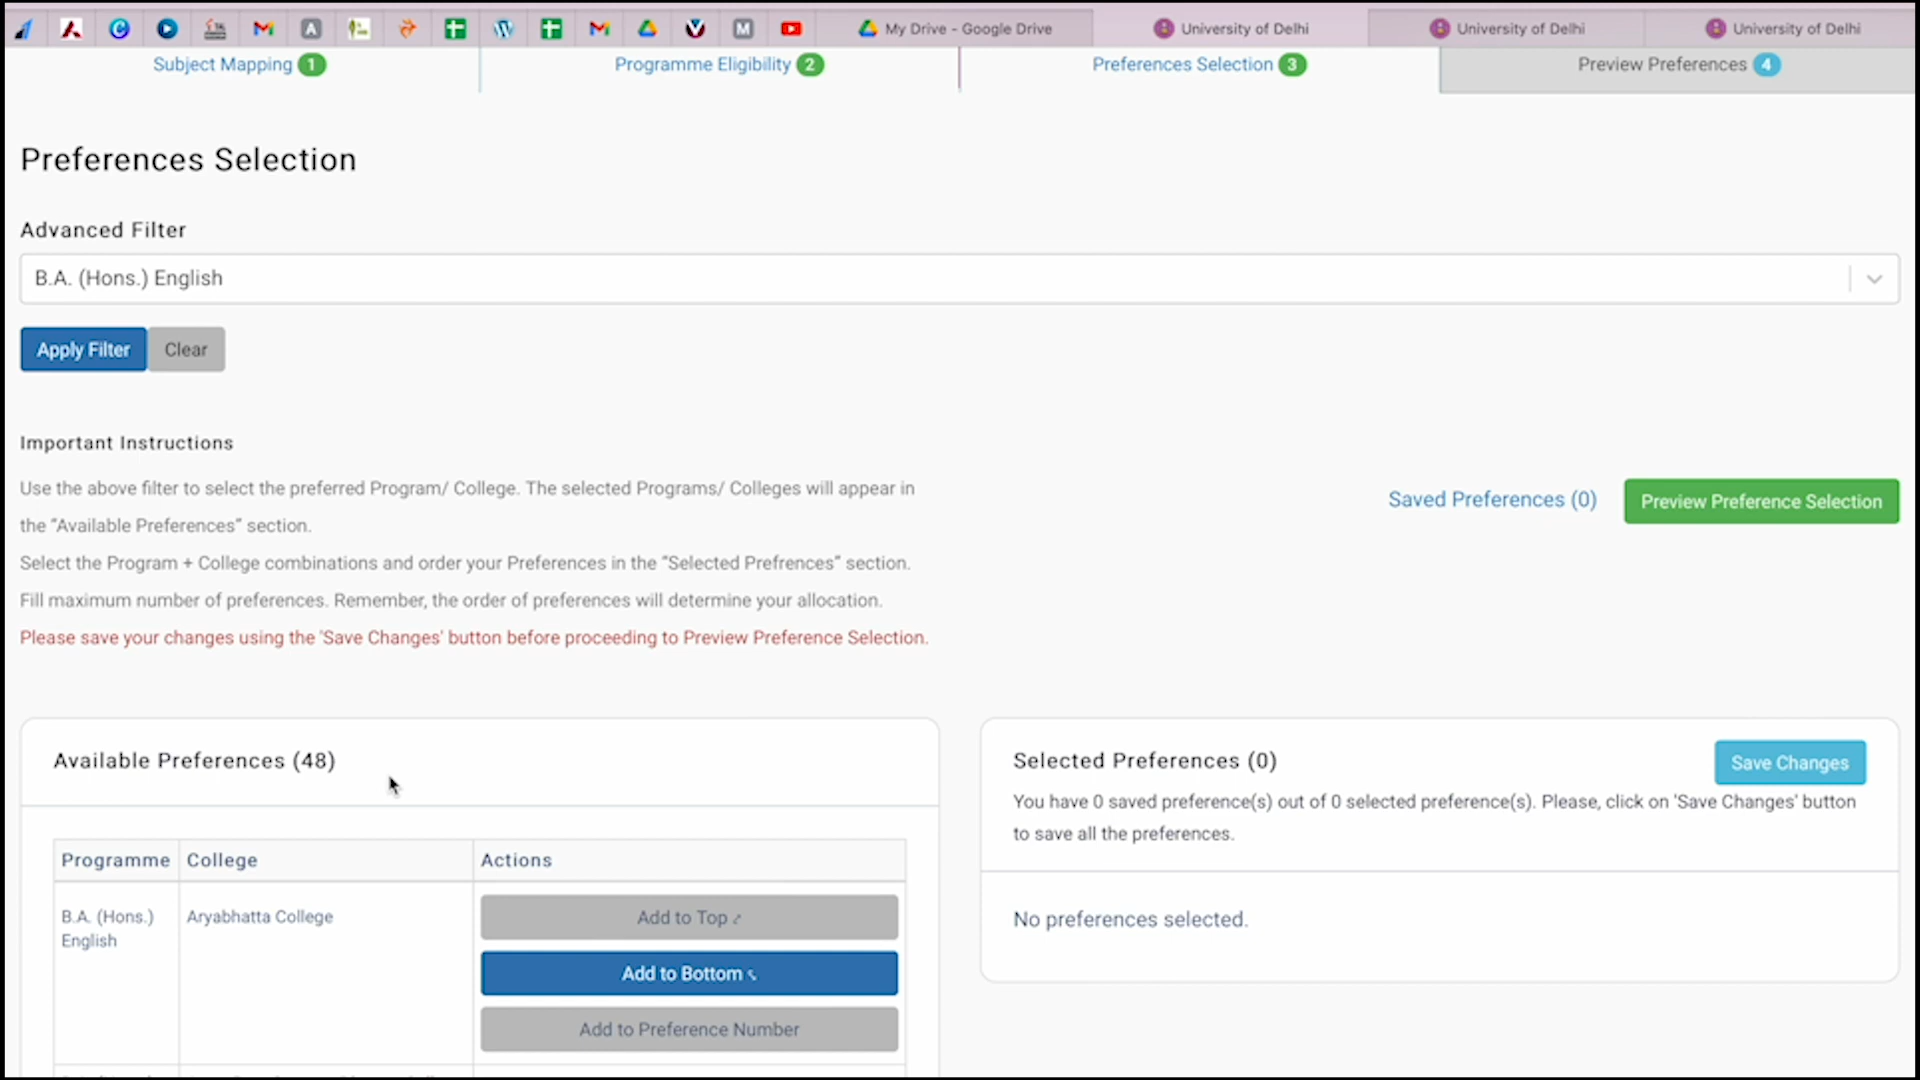 My Drive - Google Drive
University of Delhi
University of Delhi
University of Delhi
Subject Mapping 1
Programme Eligibility 2
Preferences Selection 3
Preview Preferences 4
Preferences Selection
Advanced Filter
B.A. (Hons.) English
Apply Filter
Clear
Important Instructions
Use the above filter to select the preferred Program/ College. The selected Programs/ Colleges will appear in
the “Available Preferences” section.
Select the Program + College combinations and order your Preferences in the “Selected Prefrences” section.
Fill maximum number of preferences. Remember, the order of preferences will determine your allocation.
Please save your changes using the 'Save Changes' button before proceeding to Preview Preference Selection.
Saved Preferences (0)
Preview Preference Selection
Available Preferences (48)
Programme
College
Actions
B.A. (Hons.)
English
Aryabhatta College
Add to Top
Add to Bottom
Add to Preference Number
Selected Preferences (0)
Save Changes
You have 0 saved preference(s) out of 0 selected preference(s). Please, click on 'Save Changes' button
to save all the preferences.
No preferences selected.